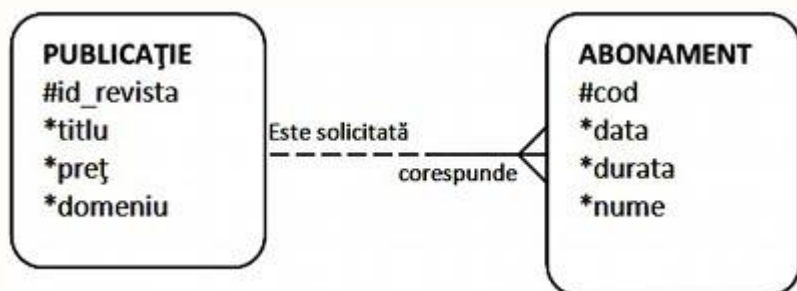 PUBLICAŢIE
#id_revista
*titlu
*preţ
*domeniu
Este solicitată
corespunde
ABONAMENT
#cod
*data
*durata
*nume